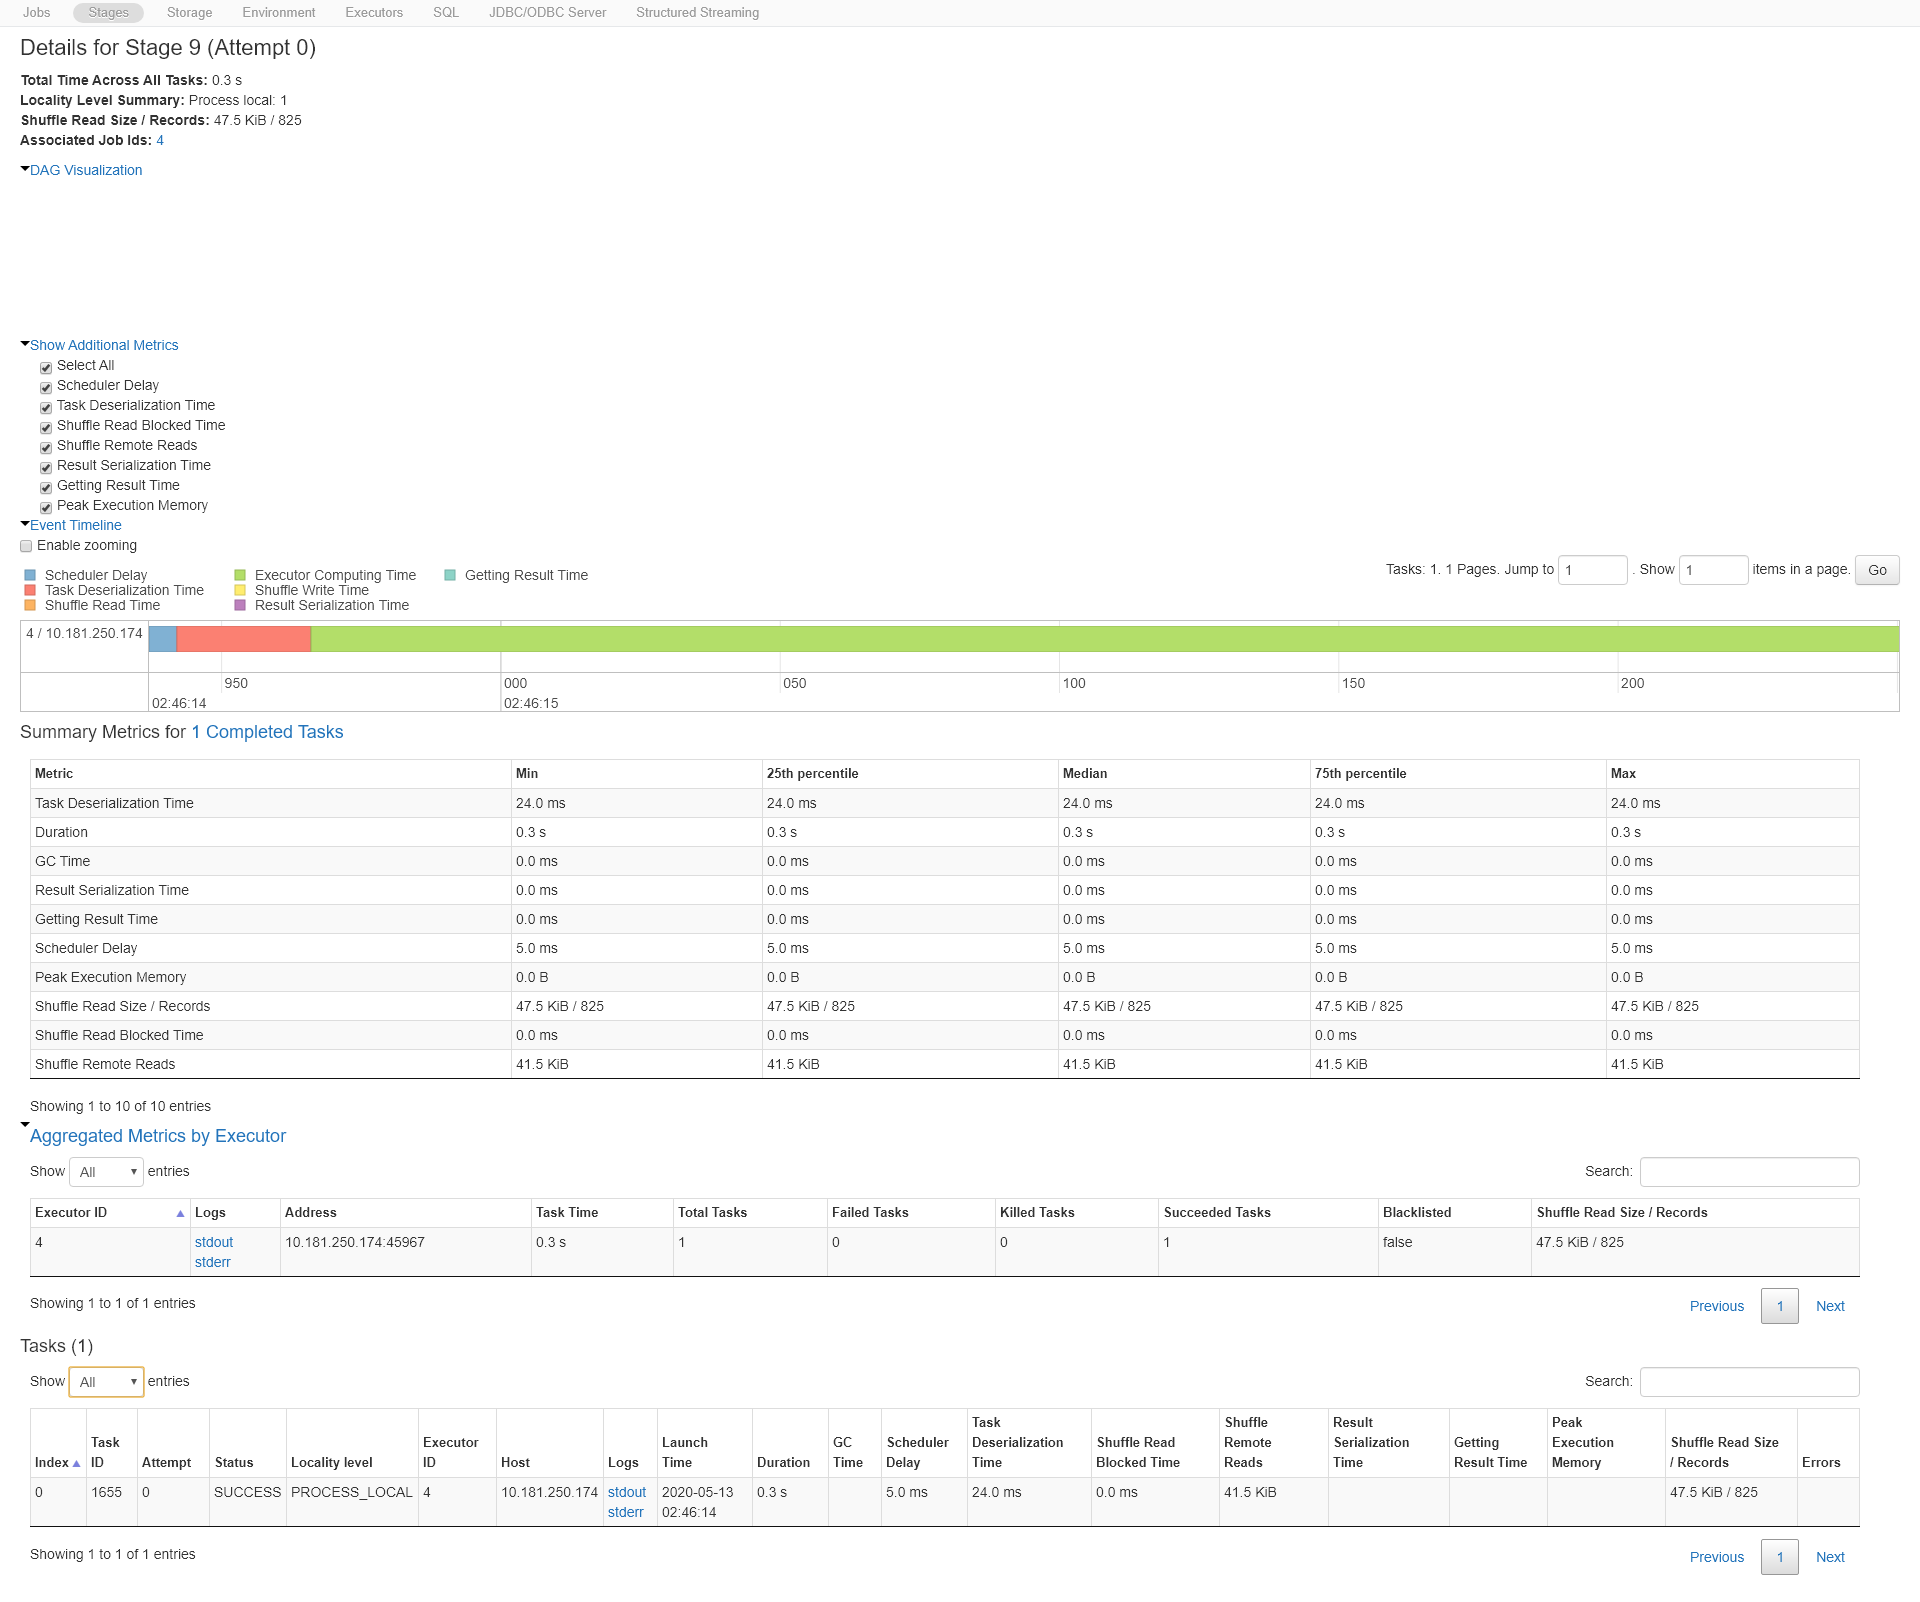 Jobs Stages Storage Environment Executors SQL JDBC/ODBC Server Structured Streaming
Details for Stage 9 (Attempt 0)
Total Time Across All Tasks: 0.3 s
Locality Level Summary: Process local: 1
Shuffle Read Size / Records: 47.5 KiB / 825
Associated Job Ids: 4
DAG Visualization
Show Additional Metrics
Select All
Scheduler Delay
Task Deserialization Time
Shuffle Read Blocked Time
Shuffle Remote Reads
Result Serialization Time
Getting Result Time
Peak Execution Memory
Event Timeline
Enable zooming
Tasks: 1. 1 Pages. Jump to 1 . Show 1 items in a page. Go
Scheduler Delay Executor Computing Time Getting Result Time
Task Deserialization Time Shuffle Write Time
Shuffle Read Time Result Serialization Time
4 / 10.181.250.174
950 000 050 100 150 200
02:46:14 02:46:15
Summary Metrics for 1 Completed Tasks
Metric Min 25th percentile Median 75th percentile Max
Task Deserialization Time 24.0 ms 24.0 ms 24.0 ms 24.0 ms 24.0 ms
Duration 0.3 s 0.3 s 0.3 s 0.3 s 0.3 s
GC Time 0.0 ms 0.0 ms 0.0 ms 0.0 ms 0.0 ms
Result Serialization Time 0.0 ms 0.0 ms 0.0 ms 0.0 ms 0.0 ms
Getting Result Time 0.0 ms 0.0 ms 0.0 ms 0.0 ms 0.0 ms
Scheduler Delay 5.0 ms 5.0 ms 5.0 ms 5.0 ms 5.0 ms
Peak Execution Memory 0.0 B 0.0 B 0.0 B 0.0 B 0.0 B
Shuffle Read Size / Records 47.5 KiB / 825 47.5 KiB / 825 47.5 KiB / 825 47.5 KiB / 825 47.5 KiB / 825
Shuffle Read Blocked Time 0.0 ms 0.0 ms 0.0 ms 0.0 ms 0.0 ms
Shuffle Remote Reads 41.5 KiB 41.5 KiB 41.5 KiB 41.5 KiB 41.5 KiB
Showing 1 to 10 of 10 entries
Aggregated Metrics by Executor
Show All entries Search:
Executor ID Logs Address Task Time Total Tasks Failed Tasks Killed Tasks Succeeded Tasks Blacklisted Shuffle Read Size / Records
4 stdout 10.181.250.174:45967 0.3 s 1 0 0 1 false 47.5 KiB / 825
stderr
Showing 1 to 1 of 1 entries
Previous 1 Next
Tasks (1)
Show All entries Search:
Task Shuffle Result Peak
Task Executor Launch GC Scheduler Deserialization Shuffle Read Remote Serialization Getting Execution Shuffle Read Size
Index ID Attempt Status Locality level ID Host Logs Time Duration Time Delay Time Blocked Time Reads Time Result Time Memory / Records Errors
0 1655 0 SUCCESS PROCESS_LOCAL 4 10.181.250.174 stdout 2020-05-13 0.3 s 5.0 ms 24.0 ms 0.0 ms 41.5 KiB 47.5 KiB / 825
stderr 02:46:14
Showing 1 to 1 of 1 entries
Previous 1 Next